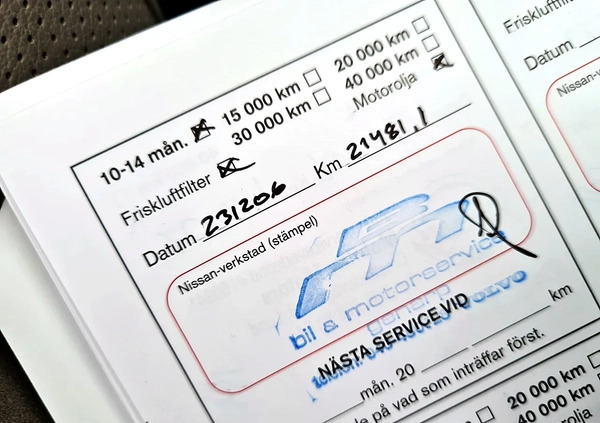 Friskluftfilter
10-14 mån. 15 000 km 20 000 km
30 000 km 40 000 km
Friskluftfilter Motorolja
Datum 231206 Km 21481,1
Nissan-verkstad (stämpel)
bil & motorservice
NÄSTA SERVICE VID
mån. 20 km
da på vad som inträffar först.
20 000 km
40 000 km
Datum
Nissan-